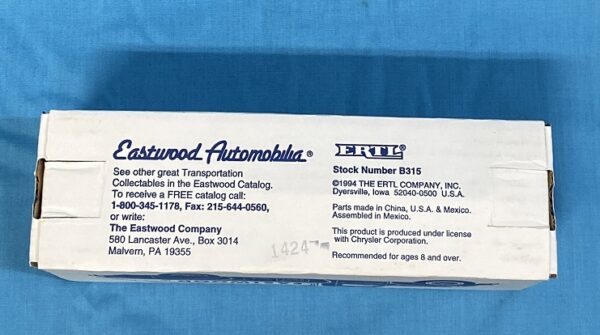 Eastwood Automobilia®
See other great Transportation
Collectables in the Eastwood Catalog.
To receive a FREE catalog call:
1-800-345-1178, Fax: 215-644-0560,
or write:
The Eastwood Company
580 Lancaster Ave., Box 3014
Malvern, PA 19355
ERTL®
Stock Number B315
©1994 THE ERTL COMPANY, INC.
Dyersville, Iowa 52040-0500 U.S.A.
Parts made in China, U.S.A. & Mexico.
Assembled in Mexico.
This product is produced under license
with Chrysler Corporation.
Recommended for ages 8 and over.
1424